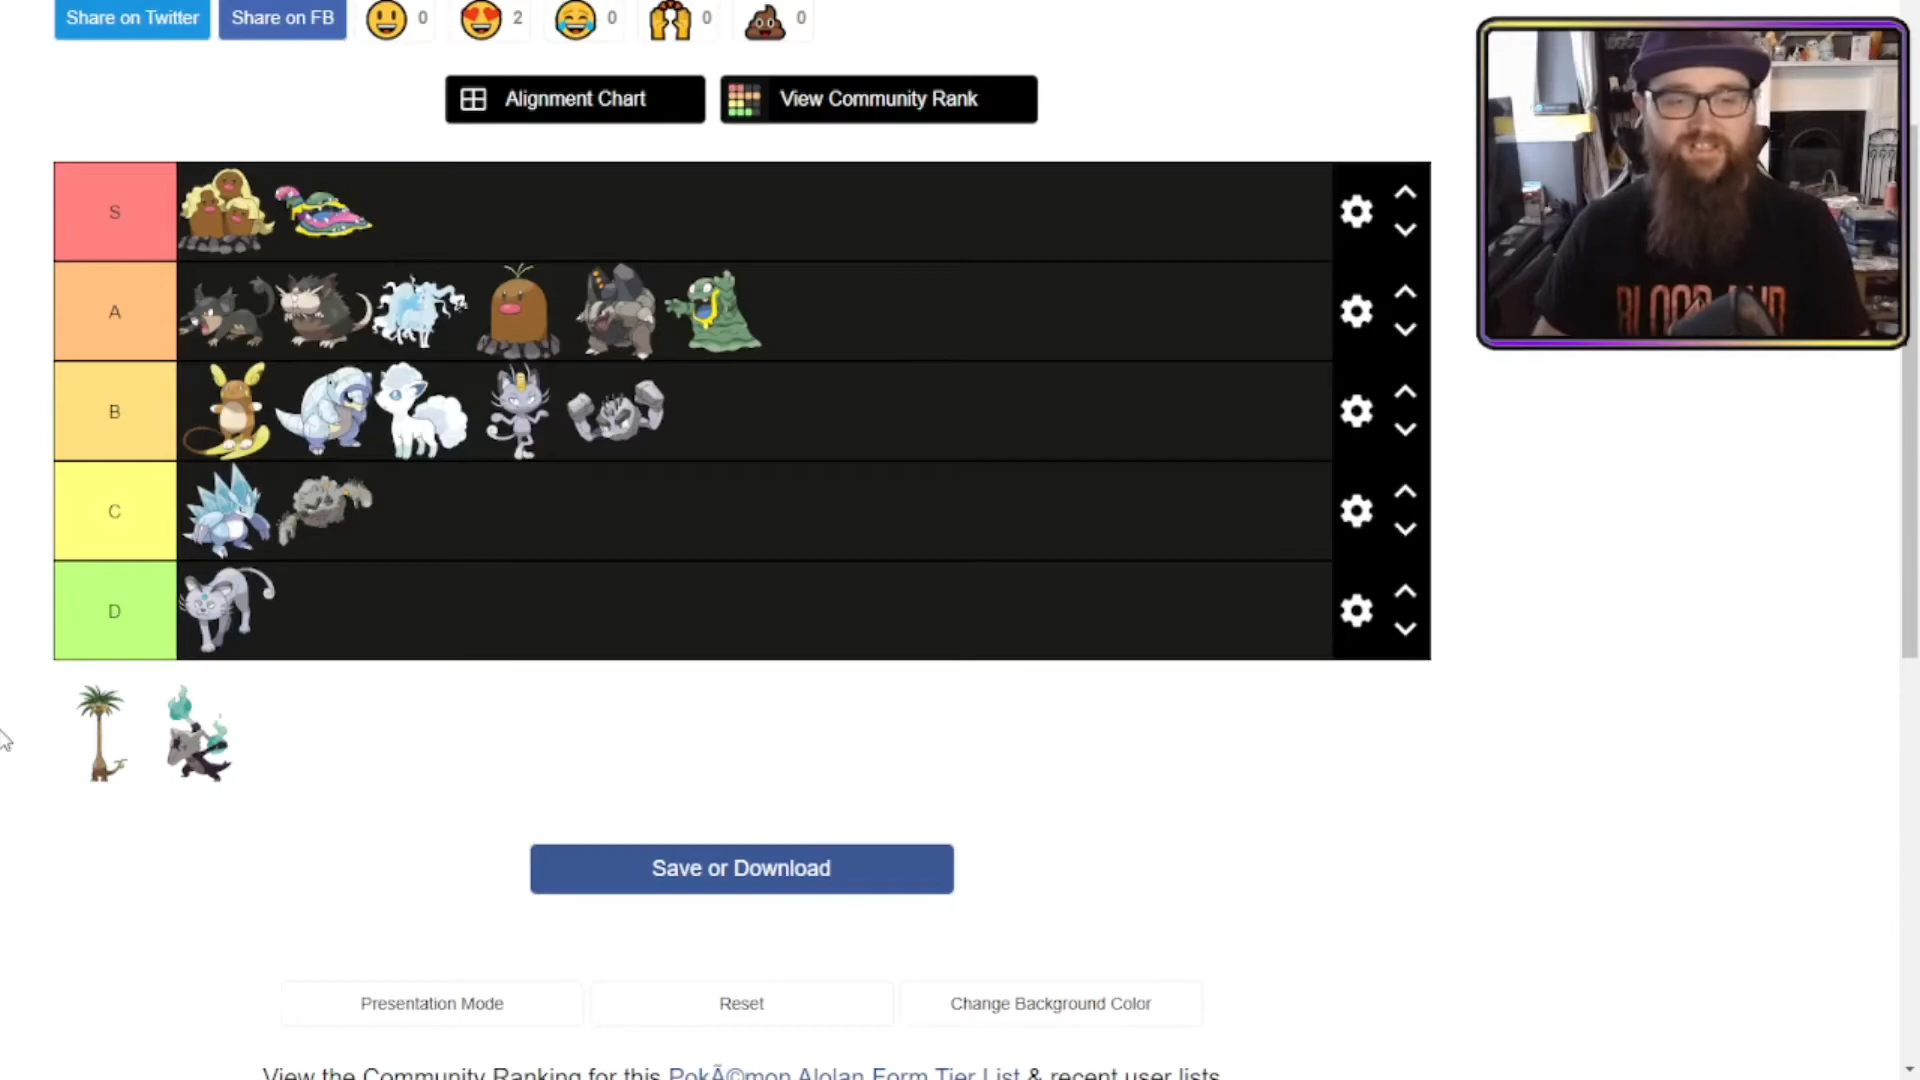 Share on Twitter
Share on FB
0
2
0
0
0
Alignment Chart
View Community Rank
S
A
B
C
D
Save or Download
Presentation Mode
Reset
Change Background Color
View the Community Ranking for this PokÃ©mon Alolan Form Tier List & recent user lists